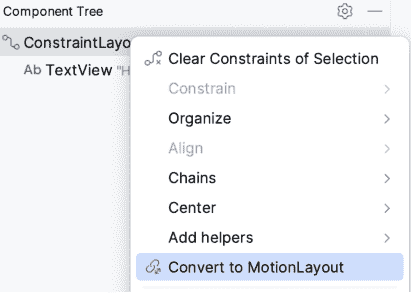 Component Tree
ConstraintLayo
Ab TextView "H
Clear Constraints of Selection
Constrain
Organize
Align
Chains
Center
Add helpers
Convert to MotionLayout